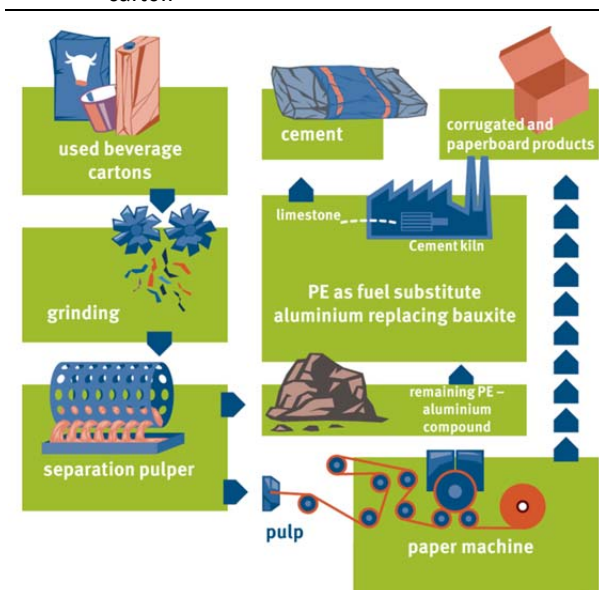 carton
used beverage
cartons
grinding
separation pulper
cement
corrugated and
paperboard products
limestone
Cement kiln
PE as fuel substitute
aluminium replacing bauxite
remaining PE –
aluminium
compound
pulp
paper machine